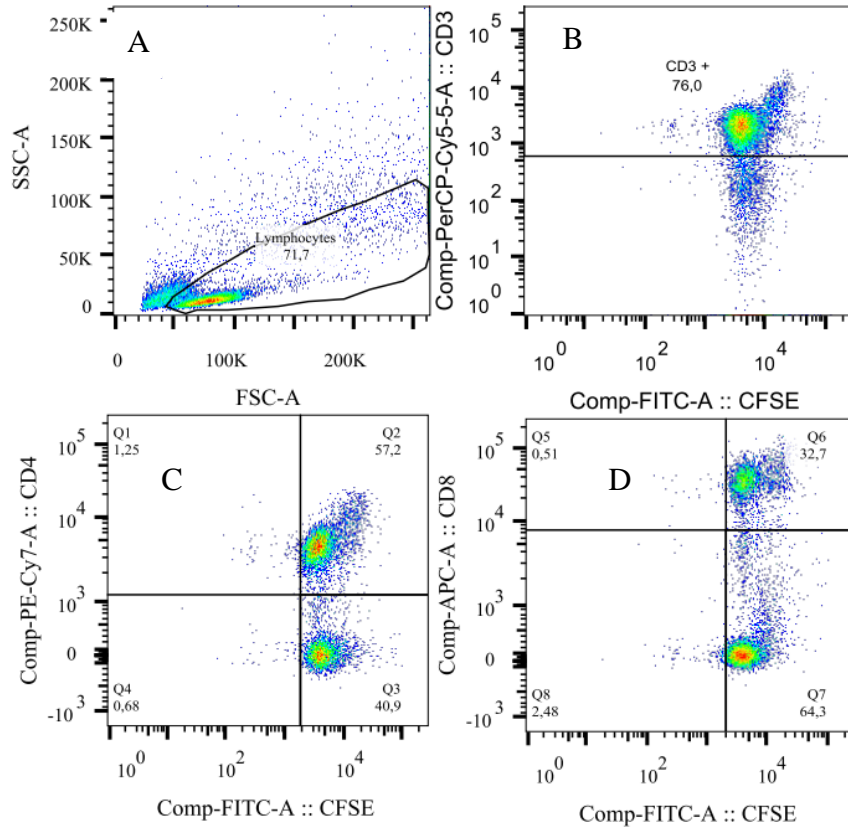 A
SSC-A
250K
200K
150K
100K
50K
0
Lymphocytes
71,7
0
100K
200K
FSC-A
B
Comp-PerCP-Cy5-5-A :: CD3
10^5
10^4
10^3
10^2
10^1
10^0
CD3 +
76,0
10^0
10^2
10^4
Comp-FITC-A :: CFSE
C
Comp-PE-Cy7-A :: CD4
10^5
10^4
10^3
0
-10^3
Q1
1,25
Q2
57,2
Q4
0,68
Q3
40,9
10^0
10^2
10^4
Comp-FITC-A :: CFSE
D
Comp-APC-A :: CD8
10^5
10^4
10^3
0
-10^3
Q5
0,51
Q6
32,7
Q8
2,48
Q7
64,3
10^0
10^2
10^4
Comp-FITC-A :: CFSE